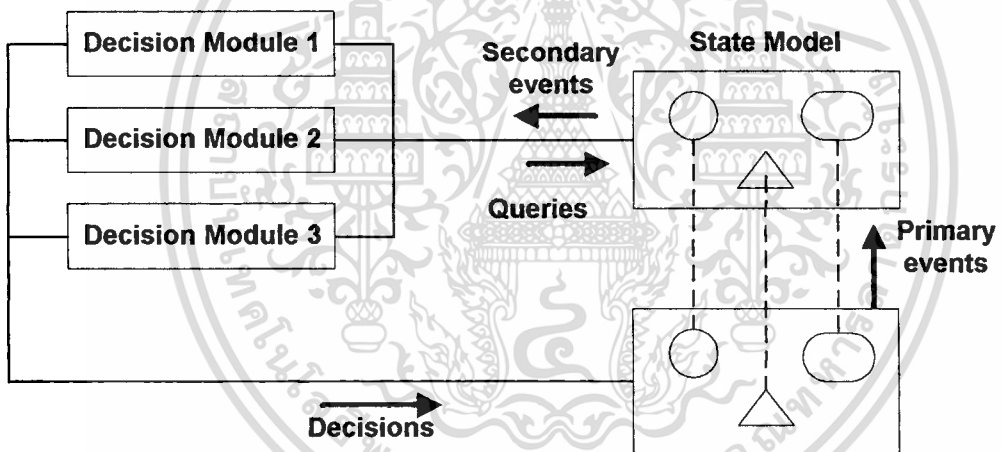 Decision Module 1
Decision Module 2
Decision Module 3
Secondary
events
Queries
State Model
Primary
events
Decisions